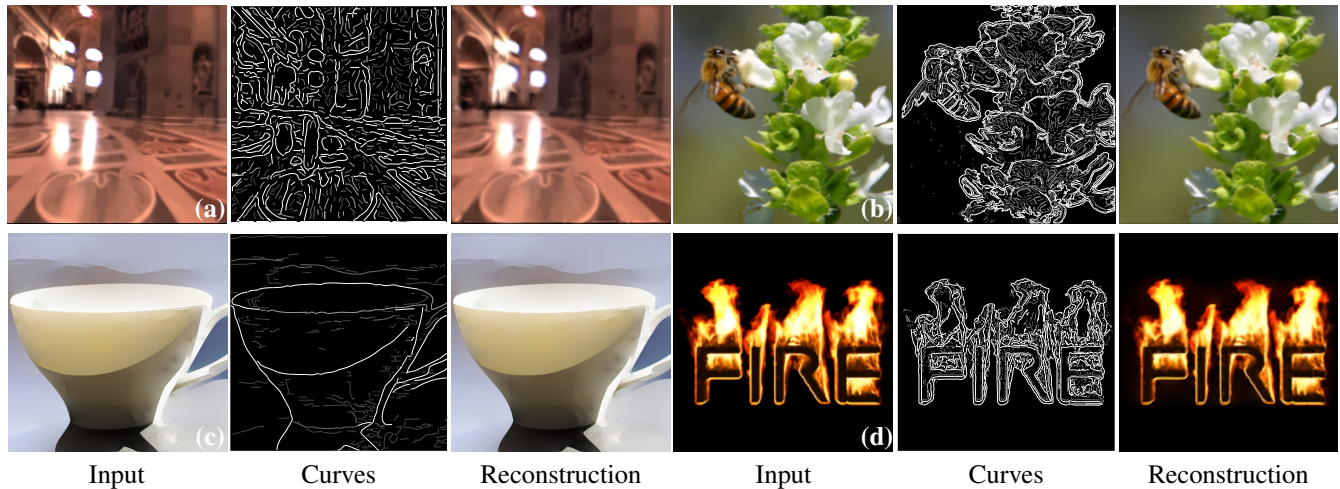 (a)
(b)
(c)
FIRE
FIRE
FIRE
(d)
Input
Curves
Reconstruction
Input
Curves
Reconstruction